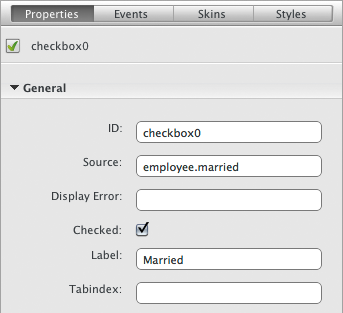 Properties Events Skins Styles
checkbox0
General
ID: checkbox0
Source: employee.married
Display Error:
Checked:
Label: Married
Tabindex: